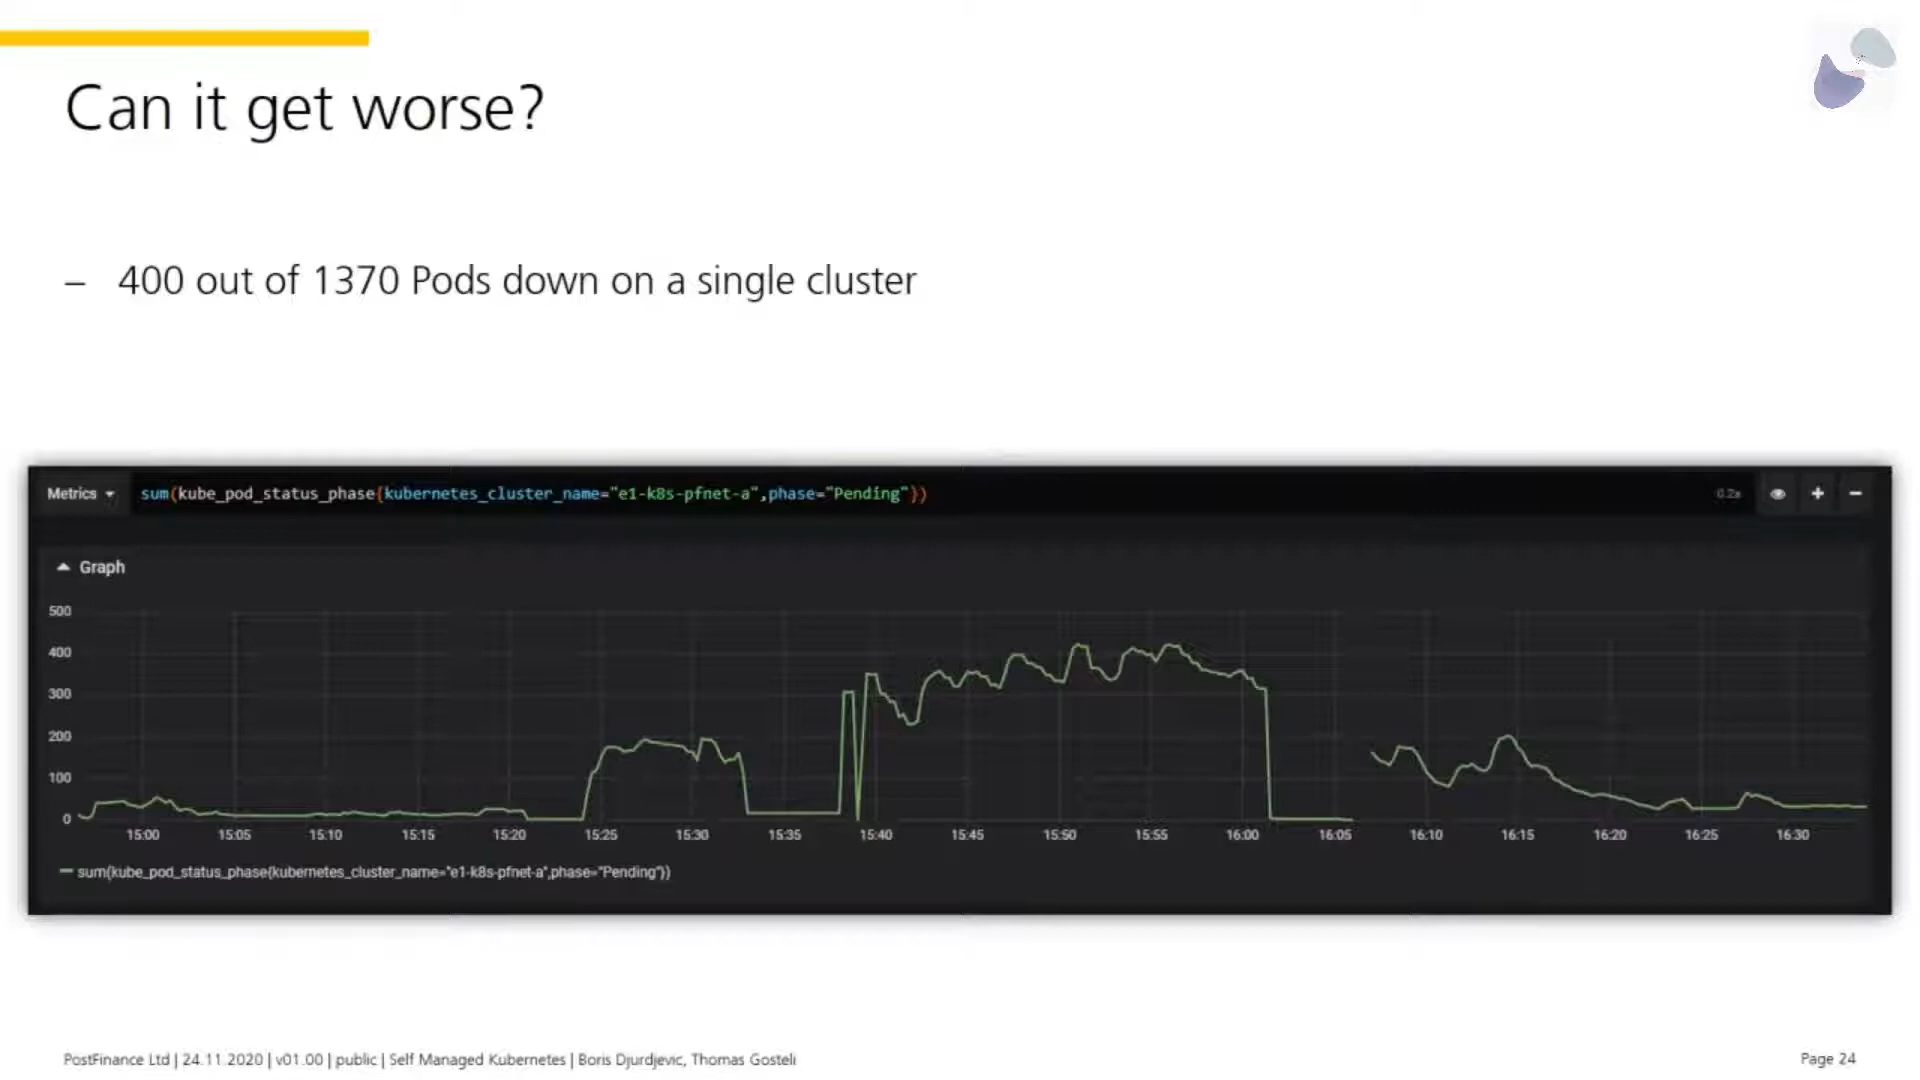 Can it get worse?
– 400 out of 1370 Pods down on a single cluster
Metrics sum(kube_pod_status_phase{kubernetes_cluster_name="e1-k8s-pfnet-a",phase="Pending"}) 0.2s
Graph
500
400
300
200
100
0
15:00 15:05 15:10 15:15 15:20 15:25 15:30 15:35 15:40 15:45 15:50 15:55 16:00 16:05 16:10 16:15 16:20 16:25 16:30
sum(kube_pod_status_phase{kubernetes_cluster_name="e1-k8s-pfnet-a",phase="Pending"})
PostFinance Ltd | 24.11.2020 | v01.00 | public | Self Managed Kubernetes | Boris Djurdjevic, Thomas Gosteli Page 24